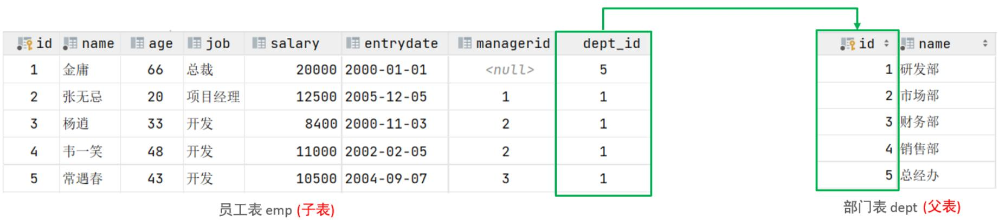 id name age job salary entrydate managerid dept_id id name
1 金庸 66 总裁 20000 2000-01-01 <null> 5 1 研发部
2 张无忌 20 项目经理 12500 2005-12-05 1 1 2 市场部
3 杨逍 33 开发 8400 2000-11-03 2 1 3 财务部
4 韦一笑 48 开发 11000 2002-02-05 2 1 4 销售部
5 常遇春 43 开发 10500 2004-09-07 3 1 5 总经办
员工表 emp (子表) 部门表 dept (父表)